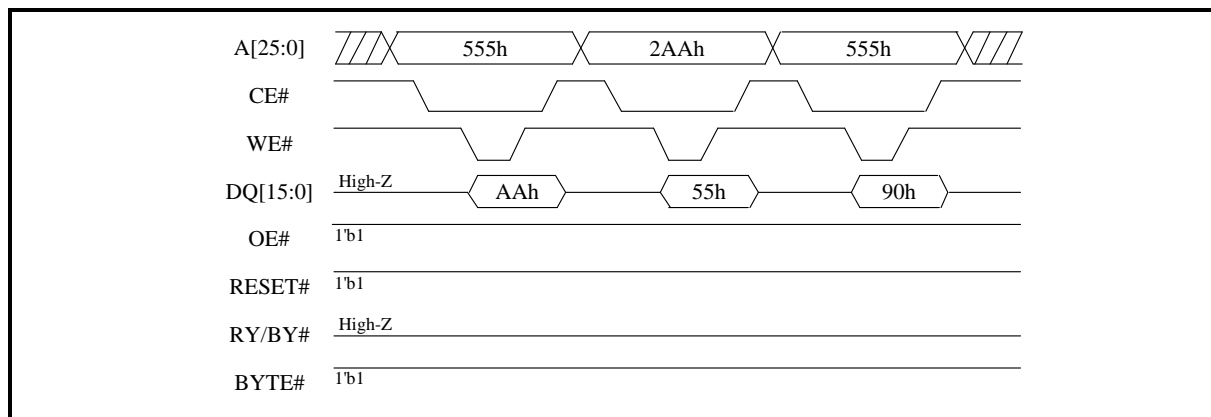 A[25:0] 555h 2AAh 555h
CE#
WE#
DQ[15:0] High-Z AAh 55h 90h
OE# 1'b1
RESET# 1'b1
RY/BY# High-Z
BYTE# 1'b1